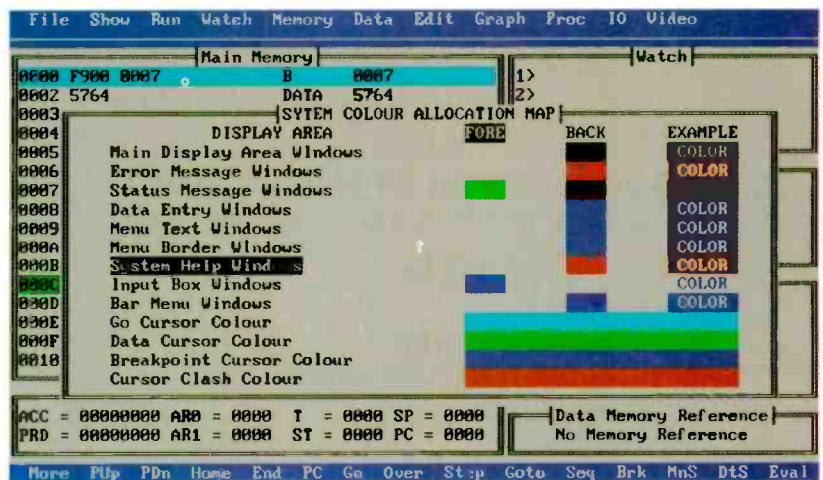 File Show Run Watch Memory Data Edit Graph Proc IO Video
Main Memory
Watch
0000 F900 0007 B 0007
1>
0002 5764 DATA 5764
2>
0003
SYTEM COLOUR ALLOCATION MAP
0004
DISPLAY AREA FORE BACK EXAMPLE
0005
Main Display Area Windows COLOR
0006
Error Message Windows COLOR
0007
Status Message Windows
0008
Data Entry Windows COLOR
0009
Menu Text Windows COLOR
000A
Menu Border Windows COLOR
000B
System Help Windows COLOR
000C
Input Box Windows COLOR
000D
Bar Menu Windows COLOR
000E
Go Cursor Colour
000F
Data Cursor Colour
0010
Breakpoint Cursor Colour
Cursor Clash Colour
ACC = 00000000 AR0 = 0000 T = 0000 SP = 0000
PRD = 00000000 AR1 = 0000 ST = 0000 PC = 0000
Data Memory Reference
No Memory Reference
More PUp PDn Home End PC Go Over Step Goto Seq Brk MnS DtS Eval